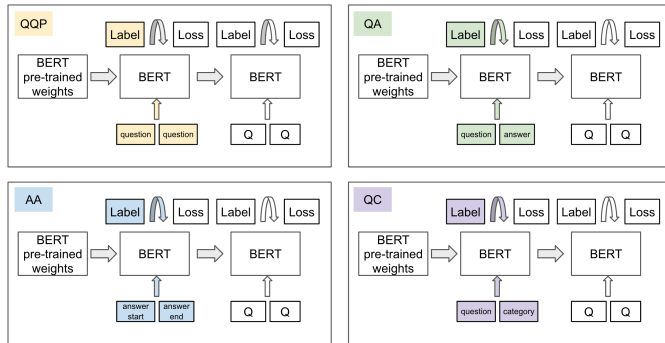 QQP
Label Loss Label Loss
BERT
pre-trained
weights
BERT BERT
question question Q Q
QA
Label Loss Label Loss
BERT
pre-trained
weights
BERT BERT
question answer Q Q
AA
Label Loss Label Loss
BERT
pre-trained
weights
BERT BERT
answer
start
answer
end
Q Q
QC
Label Loss Label Loss
BERT
pre-trained
weights
BERT BERT
question category Q Q